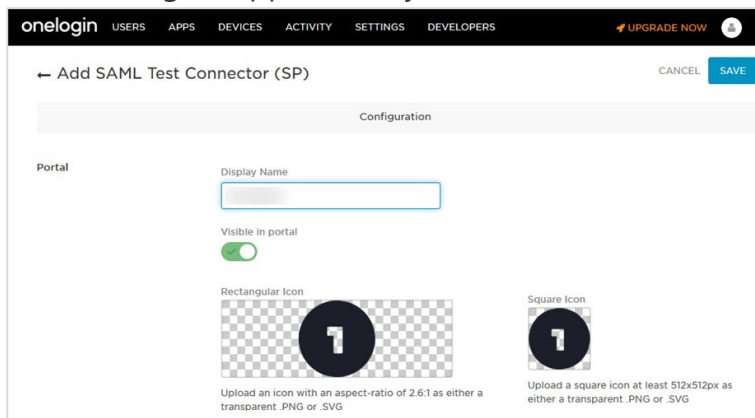 onelogin USERS APPS DEVICES ACTIVITY SETTINGS DEVELOPERS UPGRADE NOW
← Add SAML Test Connector (SP) CANCEL SAVE
Configuration
Portal
Display Name
Visible in portal
Rectangular Icon
Square Icon
1
1
Upload an icon with an aspect-ratio of 2.6:1 as either a
transparent .PNG or .SVG
Upload a square icon at least 512x512px as
either a transparent .PNG or .SVG